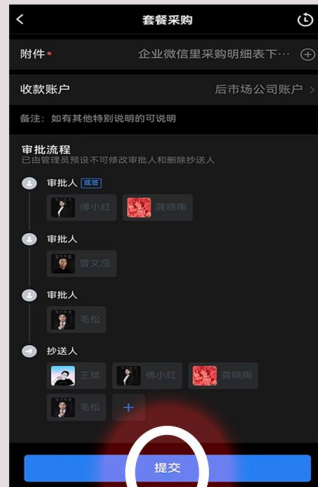 套餐采购
附件*
企业微信里采购明细表下…
收款账户
后市场公司账户 >
备注：如有其他特别说明的可说明
审批流程
已由管理员预设不可修改审批人和删除抄送人
审批人 或签
傅小红 龚晓梅
审批人
曾文质
审批人
毛松
抄送人
王斌 傅小红 龚晓梅
毛松 +
提交